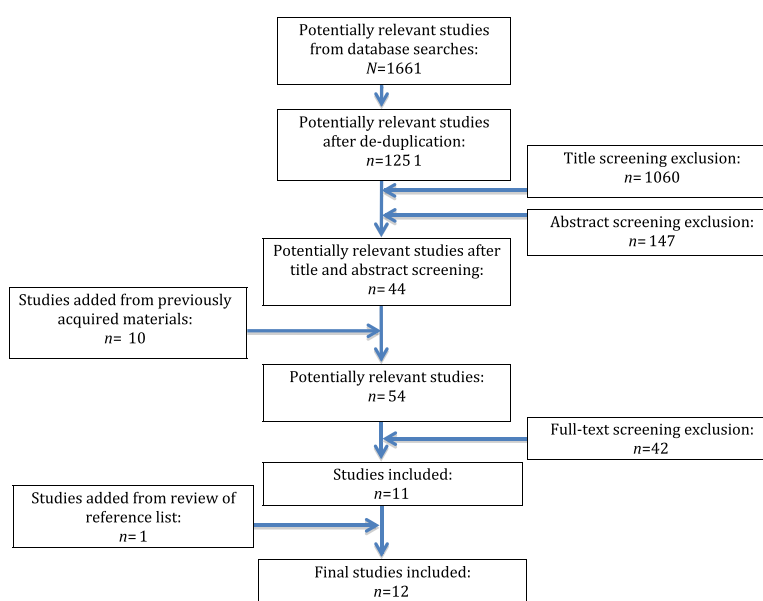 Potentially relevant studies
from database searches:
N=1661
Potentially relevant studies
after de-duplication:
n=1251
Title screening exclusion:
n= 1060
Abstract screening exclusion:
n= 147
Potentially relevant studies after
title and abstract screening:
n= 44
Studies added from previously
acquired materials:
n= 10
Potentially relevant studies:
n= 54
Full-text screening exclusion:
n=42
Studies included:
n=11
Studies added from review of
reference list:
n= 1
Final studies included:
n=12